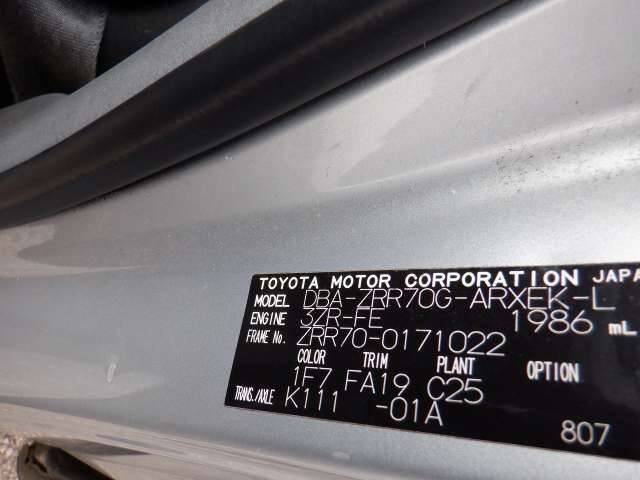 TOYOTA MOTOR CORPORATION JAPA
MODEL DBA-ZRR70G-ARXEK-L
ENGINE 3ZR-FE 1986 mL
FRAME No. ZRR70-0171022
COLOR TRIM PLANT OPTION
1F7 FA19 C25
TRANS./AXLE K111 -01A
807